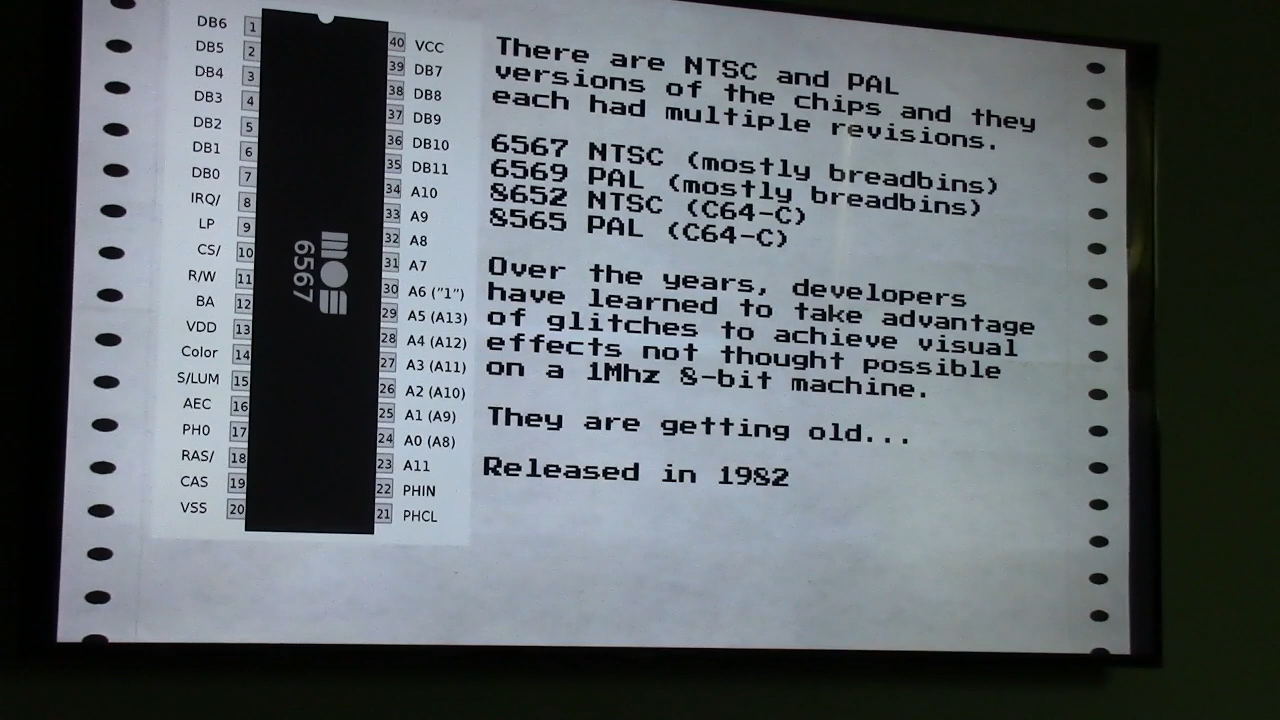 DB6 1
DB5 2
DB4 3
DB3 4
DB2 5
DB1 6
DB0 7
IRQ/ 8
LP 9
CS/ 10
R/W 11
BA 12
VDD 13
Color 14
S/LUM 15
AEC 16
PH0 17
RAS/ 18
CAS 19
VSS 20
mos
6567
40 VCC
39 DB7
38 DB8
37 DB9
36 DB10
35 DB11
34 A10
33 A9
32 A8
31 A7
30 A6 ("1")
29 A5 (A13)
28 A4 (A12)
27 A3 (A11)
26 A2 (A10)
25 A1 (A9)
24 A0 (A8)
23 A11
22 PHIN
21 PHCL
There are NTSC and PAL
versions of the chips and they
each had multiple revisions.
6567 NTSC (mostly breadbins)
6569 PAL (mostly breadbins)
8652 NTSC (C64-C)
8565 PAL (C64-C)
Over the years, developers
have learned to take advantage
of glitches to achieve visual
effects not thought possible
on a 1Mhz 8-bit machine.
They are getting old...
Released in 1982